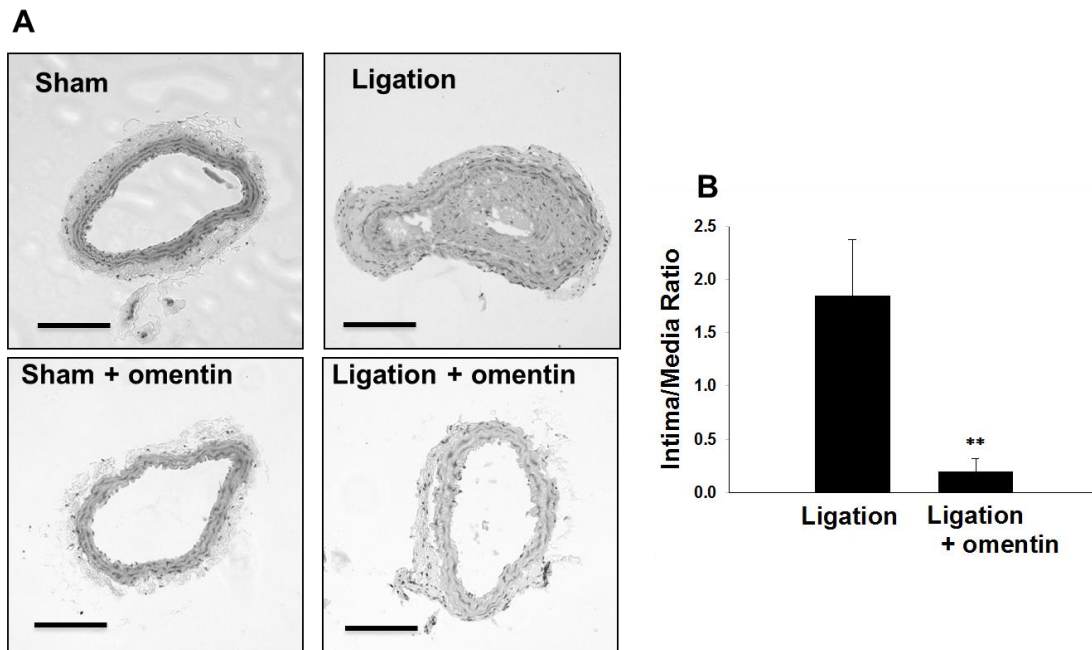 A
Sham
Ligation
Sham + omentin
Ligation + omentin
B
Intima/Media Ratio
2.5
2.0
1.5
1.0
0.5
0.0
**
Ligation
Ligation
+ omentin